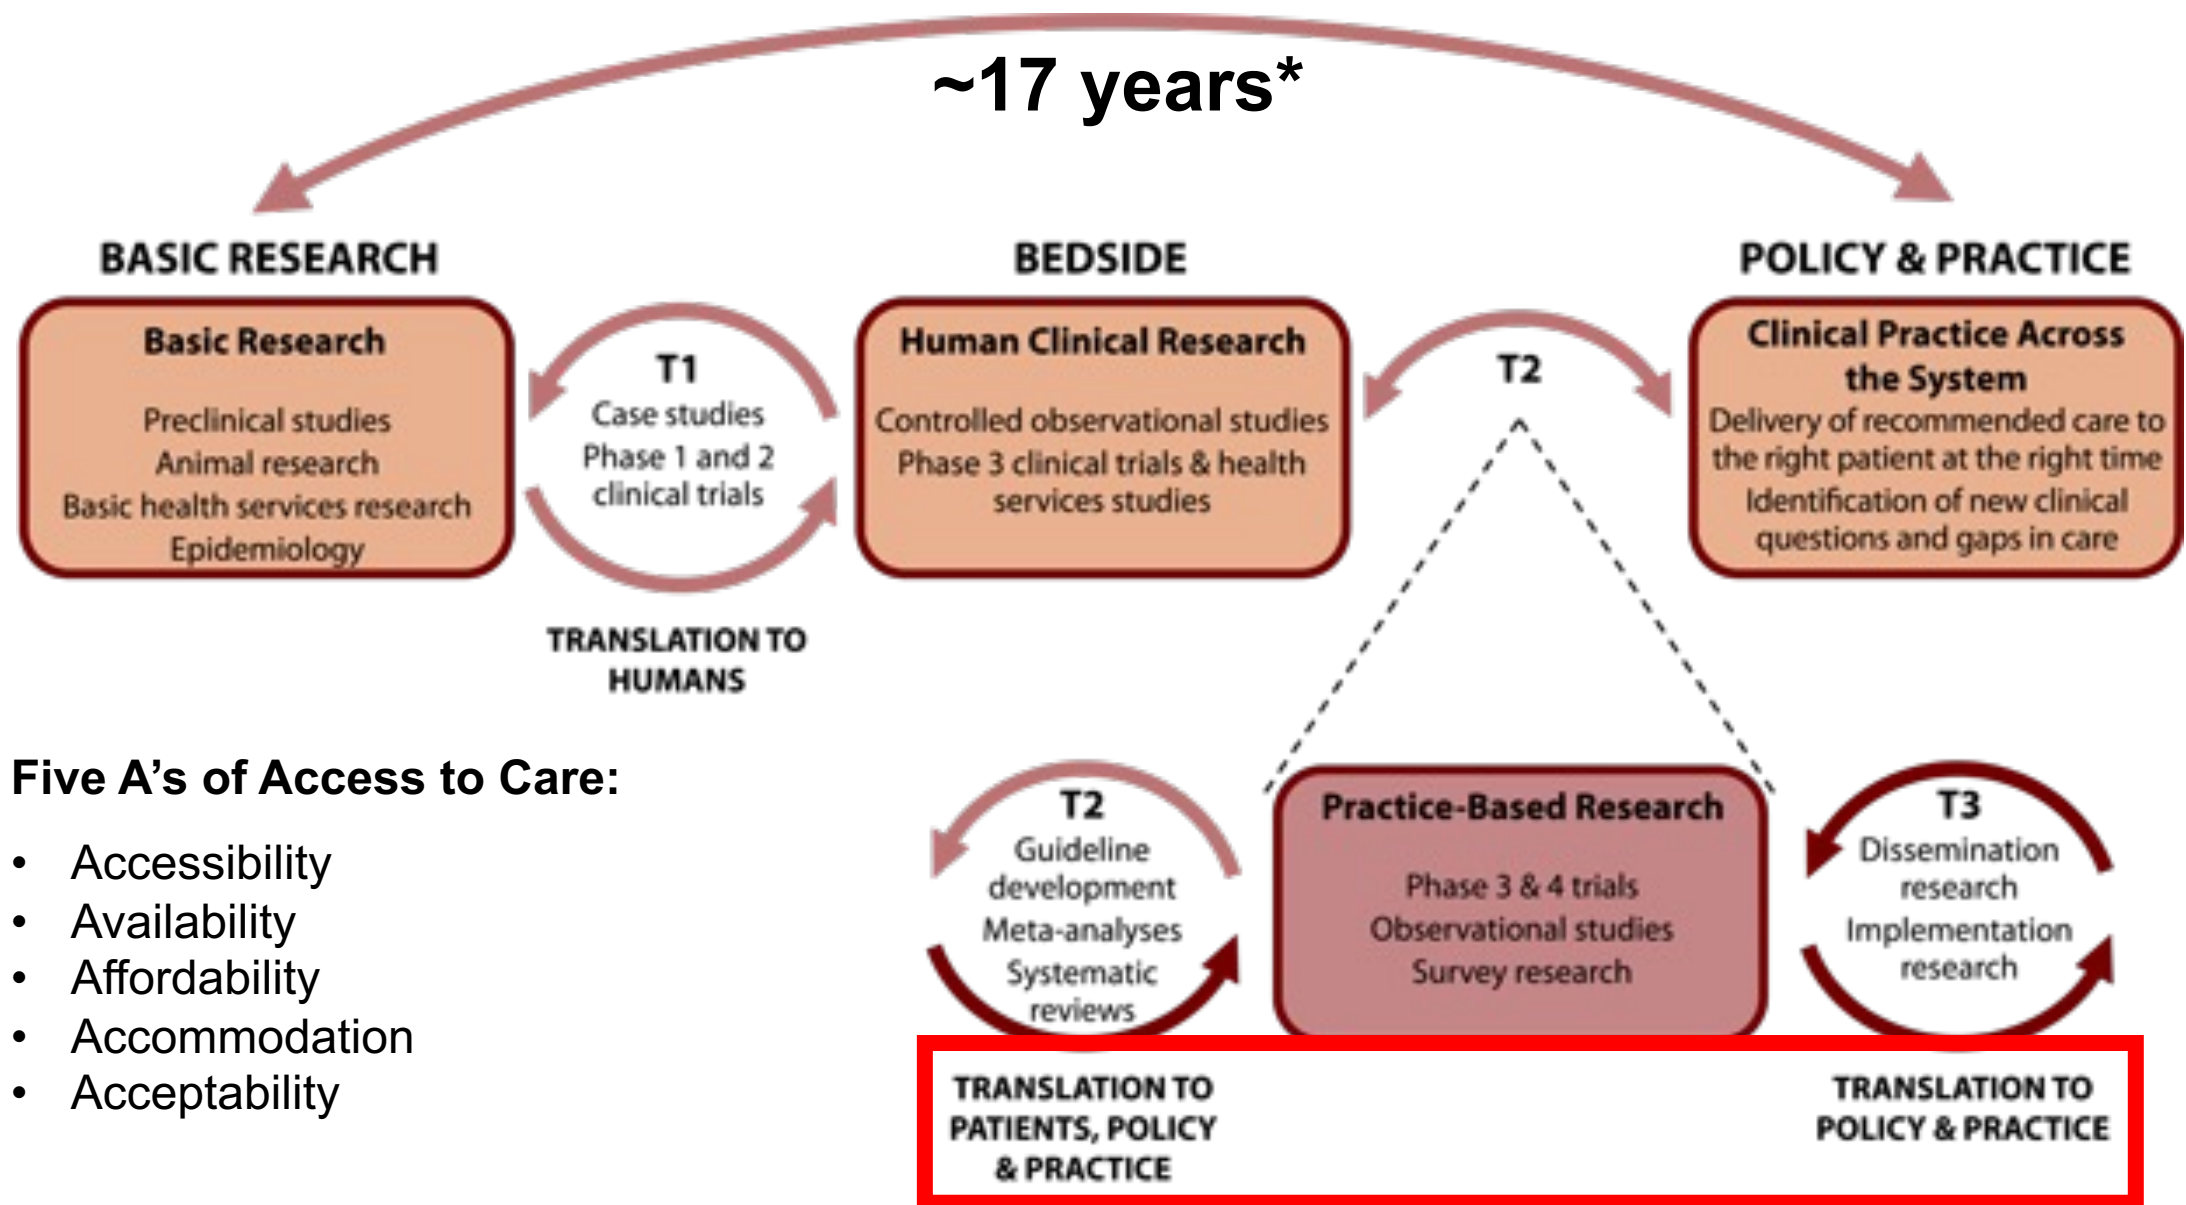 ~17 years*
BASIC RESEARCH
Basic Research
Preclinical studies
Animal research
Basic health services research
Epidemiology
T1
Case studies
Phase 1 and 2
clinical trials
TRANSLATION TO
HUMANS
BEDSIDE
Human Clinical Research
Controlled observational studies
Phase 3 clinical trials & health
services studies
T2
POLICY & PRACTICE
Clinical Practice Across
the System
Delivery of recommended care to
the right patient at the right time
Identification of new clinical
questions and gaps in care
Five A’s of Access to Care:
• Accessibility
• Availability
• Affordability
• Accommodation
• Acceptability
T2
Guideline
development
Meta-analyses
Systematic
reviews
TRANSLATION TO
PATIENTS, POLICY
& PRACTICE
Practice-Based Research
Phase 3 & 4 trials
Observational studies
Survey research
T3
Dissemination
research
Implementation
research
TRANSLATION TO
POLICY & PRACTICE